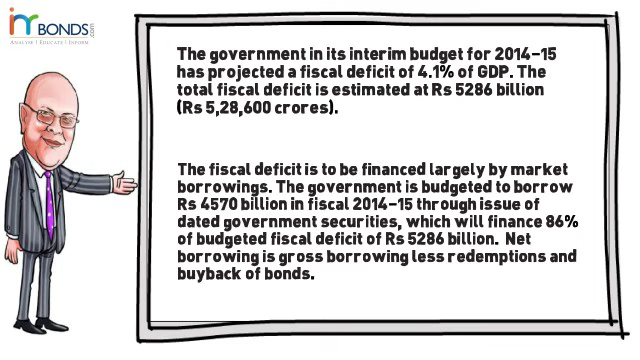 inr
BONDS.com
ANALYSE | EDUCATE | INFORM
The government in its interim budget for 2014-15
has projected a fiscal deficit of 4.1% of GDP. The
total fiscal deficit is estimated at Rs 5286 billion
(Rs 5,28,600 crores).
The fiscal deficit is to be financed largely by market
borrowings. The government is budgeted to borrow
Rs 4570 billion in fiscal 2014-15 through issue of
dated government securities, which will finance 86%
of budgeted fiscal deficit of Rs 5286 billion. Net
borrowing is gross borrowing less redemptions and
buyback of bonds.